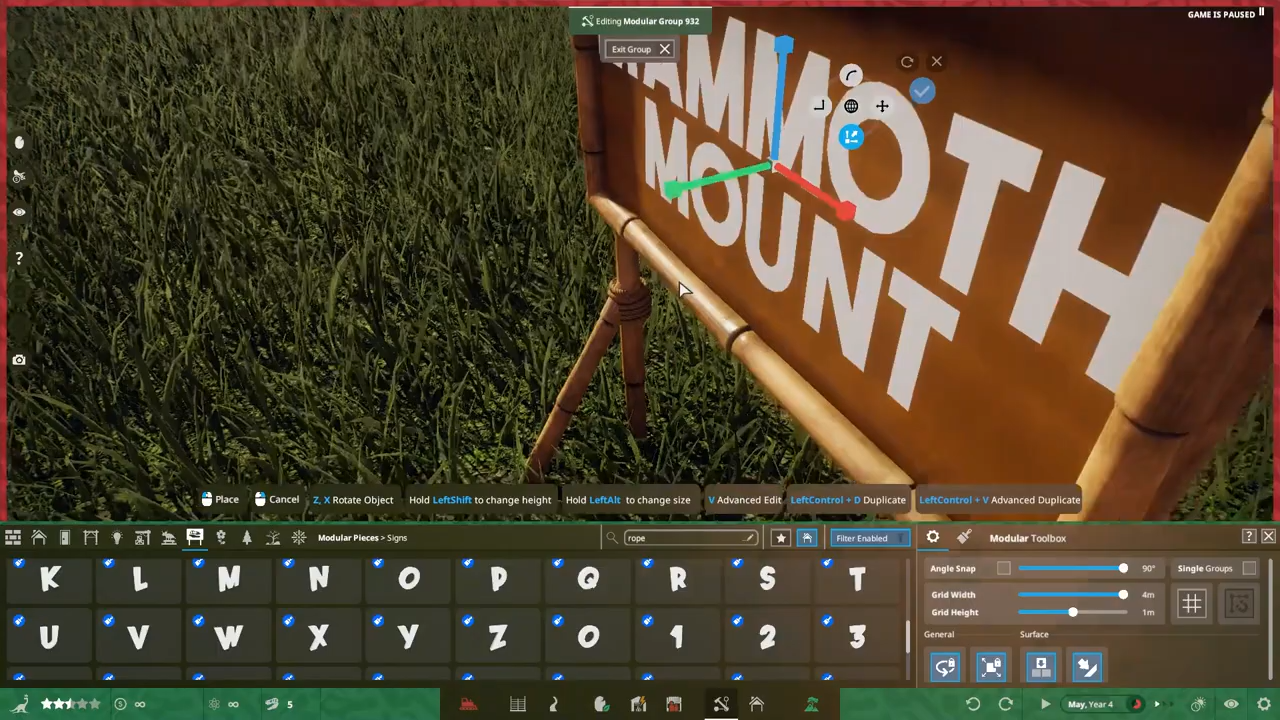 Editing Modular Group 932
GAME IS PAUSED
Exit Group
MAMMOTH
MOUNT
Place
Cancel
Z, X Rotate Object
Hold LeftShift to change height
Hold LeftAlt to change size
V Advanced Edit
LeftControl + D Duplicate
LeftControl + V Advanced Duplicate
Modular Pieces › Signs
rope
Filter Enabled
Modular Toolbox
?
K L M N O P Q R S T
U V W X Y Z 0 1 2 3
Angle Snap
90°
Single Groups
Grid Width
4m
Grid Height
1m
General
Surface
5
May, Year 4